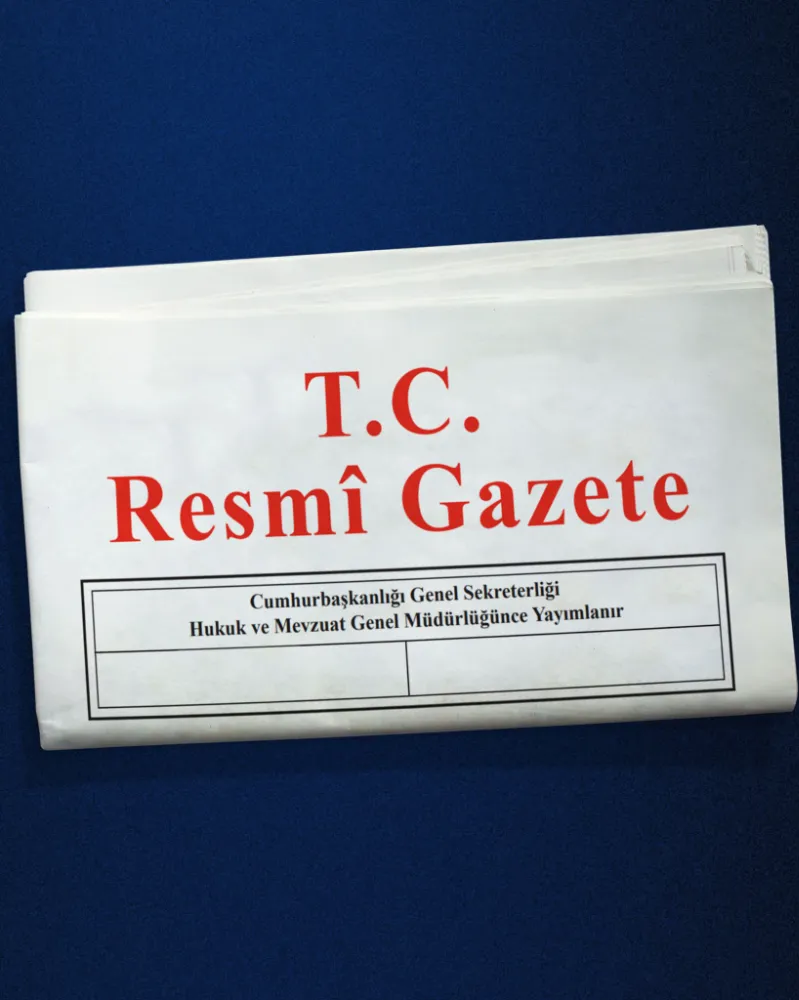 T.C.
Resmî Gazete
Cumhurbaşkanlığı Genel Sekreterliği
Hukuk ve Mevzuat Genel Müdürlüğünce Yayımlanır